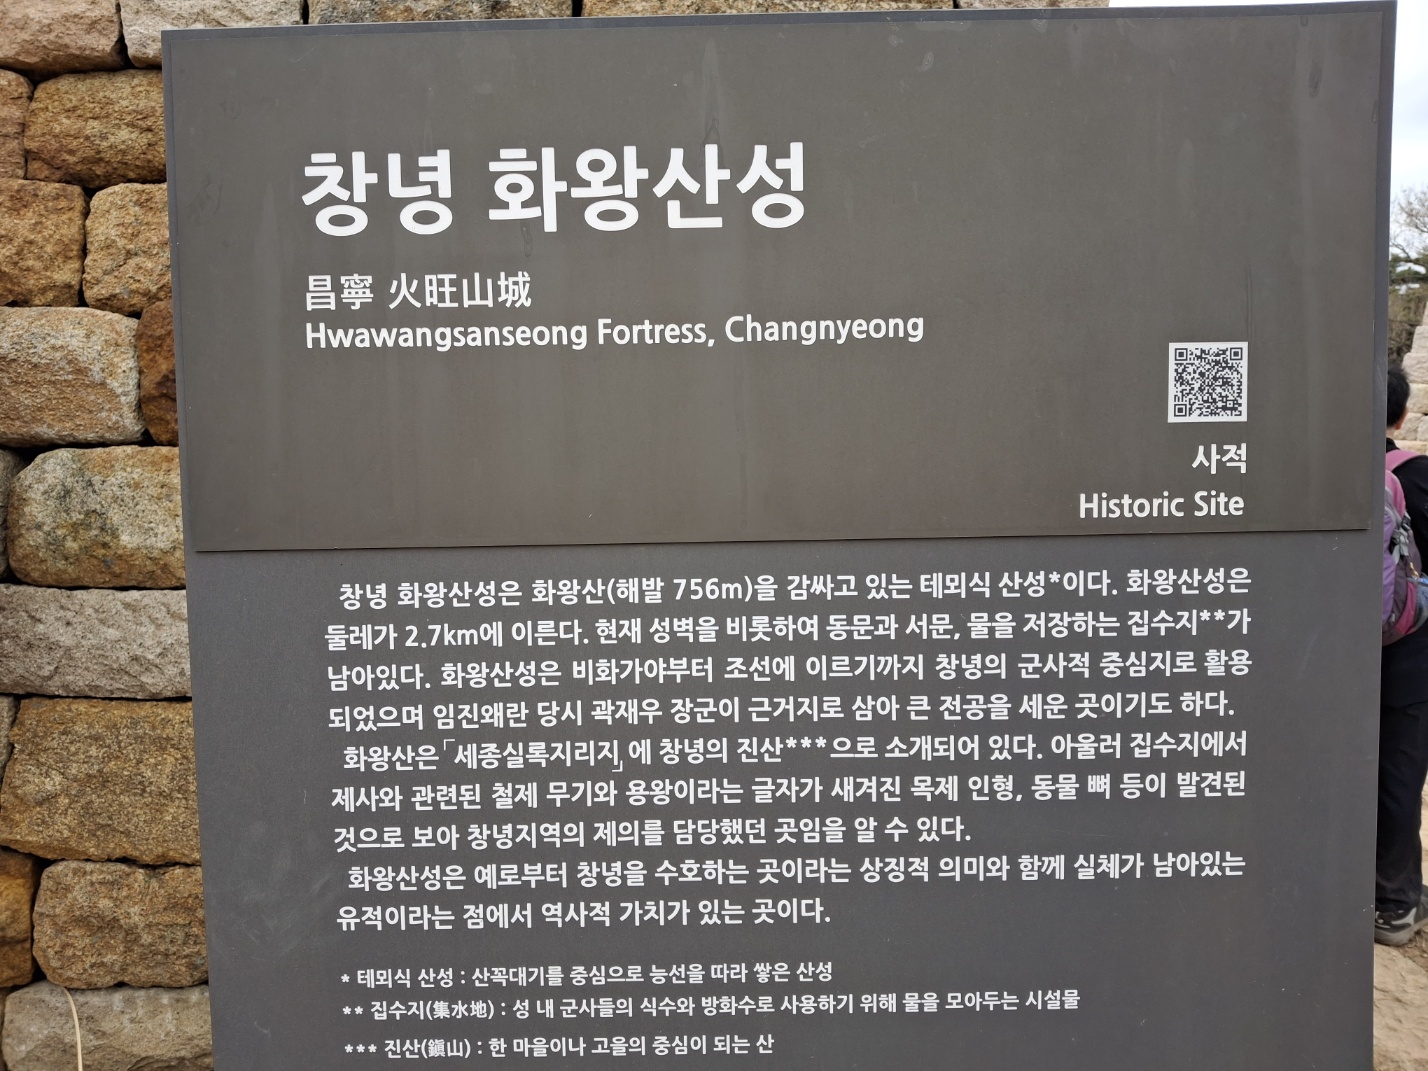 창녕 화왕산성
昌寧 火旺山城
Hwawangsanseong Fortress, Changnyeong
사적
Historic Site
창녕 화왕산성은 화왕산(해발 756m)을 감싸고 있는 테뫼식 산성*이다. 화왕산성은
둘레가 2.7km에 이른다. 현재 성벽을 비롯하여 동문과 서문, 물을 저장하는 집수지**가
남아있다. 화왕산성은 비화가야부터 조선에 이르기까지 창녕의 군사적 중심지로 활용
되었으며 임진왜란 당시 곽재우 장군이 근거지로 삼아 큰 전공을 세운 곳이기도 하다.
화왕산은「세종실록지리지」에 창녕의 진산***으로 소개되어 있다. 아울러 집수지에서
제사와 관련된 철제 무기와 용왕이라는 글자가 새겨진 목제 인형, 동물 뼈 등이 발견된
것으로 보아 창녕지역의 제의를 담당했던 곳임을 알 수 있다.
화왕산성은 예로부터 창녕을 수호하는 곳이라는 상징적 의미와 함께 실체가 남아있는
유적이라는 점에서 역사적 가치가 있는 곳이다.
* 테뫼식 산성 : 산꼭대기를 중심으로 능선을 따라 쌓은 산성
** 집수지(集水地) : 성 내 군사들의 식수와 방화수로 사용하기 위해 물을 모아두는 시설물
*** 진산(鎭山) : 한 마을이나 고을의 중심이 되는 산